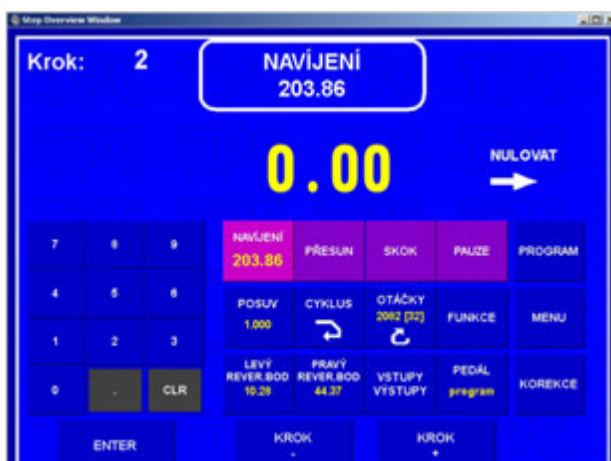 Step Overview Window
Krok: 2
NAVÍJENÍ
203.86
0.00
NULOVAT
7 8 9
NAVÍJENÍ
203.86
PŘESUN
SKOK
PAUZE
PROGRAM
4 5 6
POSUV
1.000
CYKLUS
OTÁČKY
2082 [32]
FUNKCE
MENU
1 2 3
LEVÝ
REVER.BOD
10.28
PRAVÝ
REVER.BOD
44.37
VSTUPY
VÝSTUPY
PEDÁL
program
KOREKCE
0 . CLR
ENTER
KROK
-
KROK
+